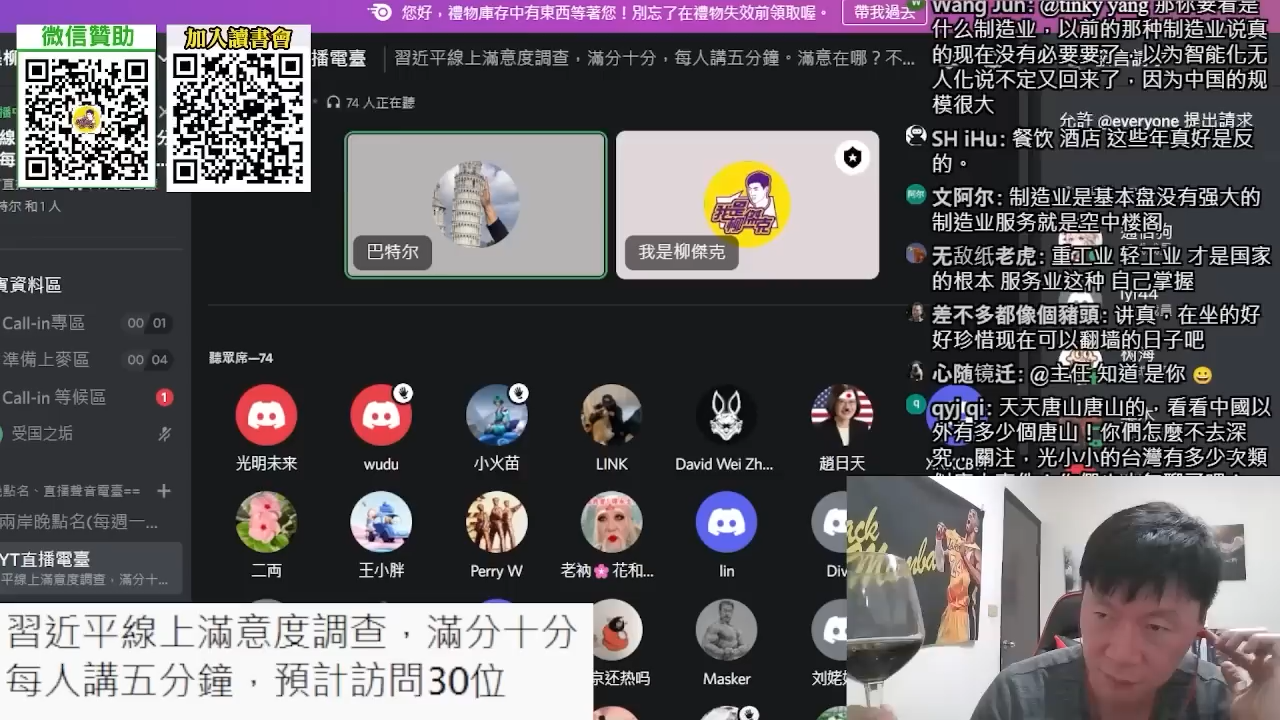 您好，禮物庫存中有東西等著您！別忘了在禮物失效前領取喔。
帶我過去
微信贊助
加入讀書會
播電臺
習近平線上滿意度調查，滿分十分，每人講五分鐘。滿意在哪？不...
74 人正在聽
巴特尔
我是柳傑克
特尔 和1人
資料區
Call-in專區
00 01
準備上麥區
00 04
Call-in 等候區
1
受国之垢
點名、直播聲音電臺==
兩岸晚點名(每週一...
YT直播電臺
平線上滿意度調查，滿分十...
聽眾席—74
光明未来
wudu
小火苗
LINK
David Wei Zh...
趙日天
二両
王小胖
Perry W
老衲🌸花和...
lin
京还热吗
Masker
Wang Jun: @tinky yang 那你要看是
什么制造业，以前的那种制造业说真
的现在没有必要要了，以为智能化无
人化说不定又回来了，因为中国的规
模很大
允許 @everyone 提出請求
SH iHu: 餐饮 酒店 这些年真好是反
的。
文阿尔: 制造业是基本盘没有强大的
制造业服务就是空中楼阁
无敌纸老虎: 重工业 轻工业 才是国家
的根本 服务业这种 自己掌握
差不多都像個豬頭: 讲真，在坐的好
好珍惜现在可以翻墙的日子吧
心随镜迁: @主任 知道 是你 😀
qyjlqi: 天天唐山唐山的，看看中國以
外有多少個唐山！你們怎麼不去深
究，關注，光小小的台灣有多少次類
習近平線上滿意度調查，滿分十分
每人講五分鐘，預計訪問30位